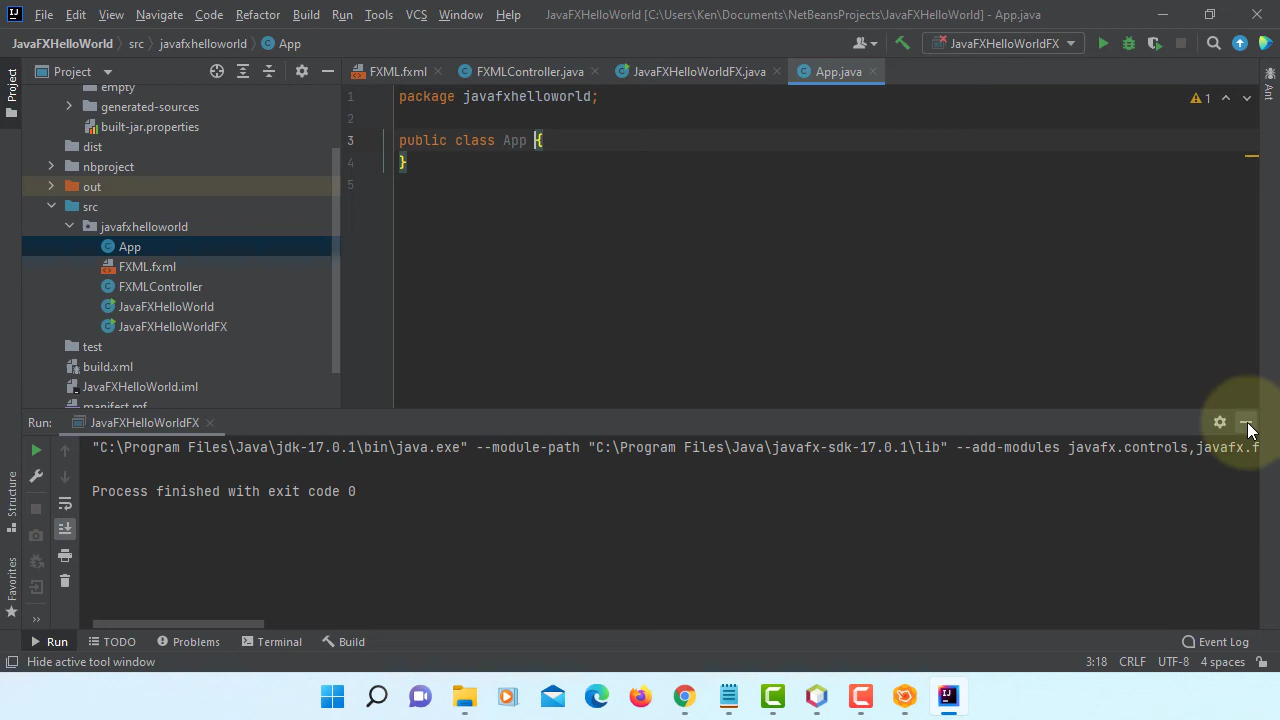 File Edit View Navigate Code Refactor Build Run Tools VCS Window Help JavaFXHelloWorld [C:\Users\Ken\Documents\NetBeansProjects\JavaFXHelloWorld] - App.java
JavaFXHelloWorld src javafxhelloworld App JavaFXHelloWorldFX
Project
Project
FXML.fxml FXMLController.java JavaFXHelloWorldFX.java App.java
Ant
empty
generated-sources
built-jar.properties
dist
nbproject
out
src
javafxhelloworld
App
FXML.fxml
FXMLController
JavaFXHelloWorld
JavaFXHelloWorldFX
test
build.xml
JavaFXHelloWorld.iml
manifest.mf
1 package javafxhelloworld;
1
2
3 public class App {
4 }
5
Run: JavaFXHelloWorldFX
"C:\Program Files\Java\jdk-17.0.1\bin\java.exe" --module-path "C:\Program Files\Java\javafx-sdk-17.0.1\lib" --add-modules javafx.controls,javafx.f
Process finished with exit code 0
Structure
Favorites
Run TODO Problems Terminal Build Event Log
Hide active tool window 3:18 CRLF UTF-8 4 spaces